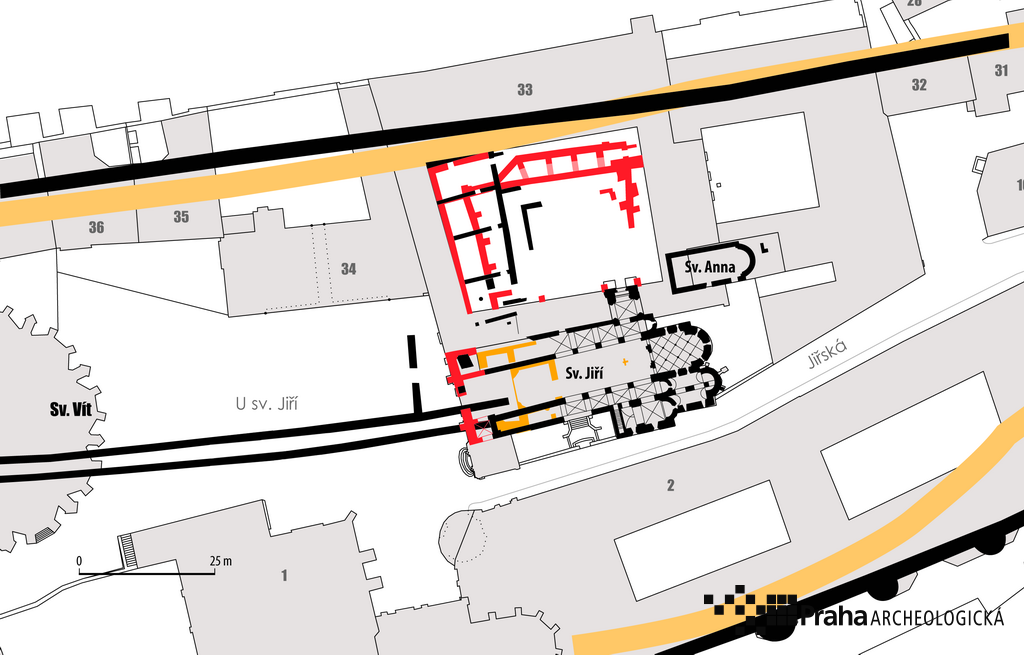 28
33
32
31
36
35
34
Sv. Anna
Jiřská
Sv. Jiří
U sv. Jiří
Sv. Vít
2
0 25 m
1
Praha ARCHEOLOGICKÁ